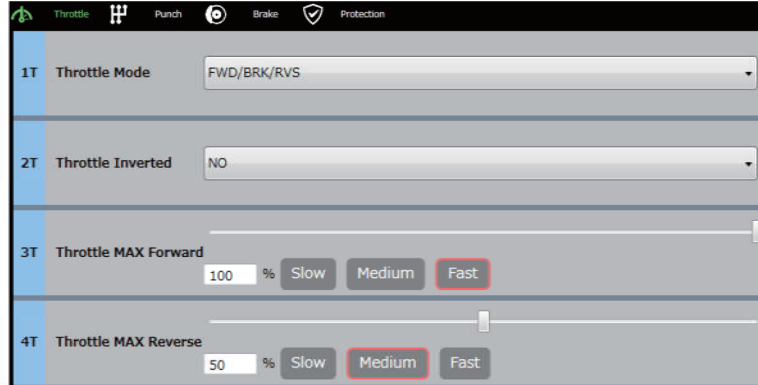 Throttle Punch Brake Protection
1T Throttle Mode FWD/BRK/RVS
2T Throttle Inverted NO
3T Throttle MAX Forward
100 % Slow Medium Fast
4T Throttle MAX Reverse
50 % Slow Medium Fast